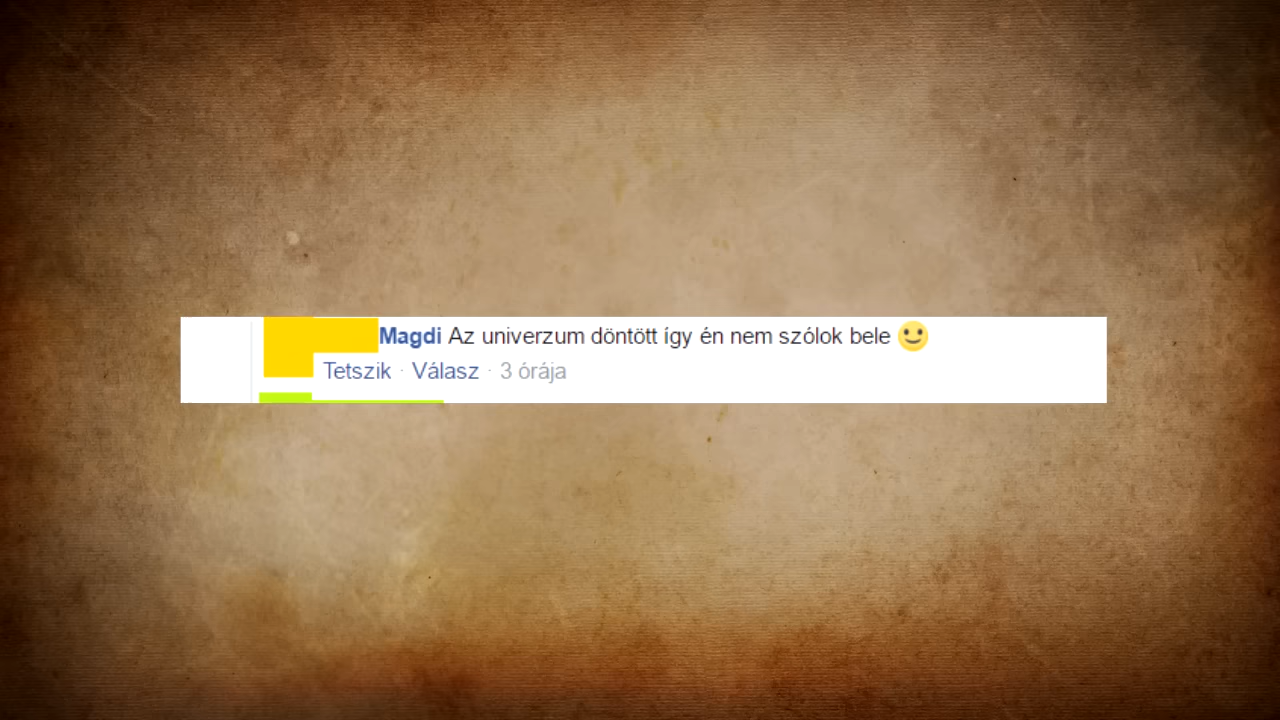 Magdi Az univerzum döntött így én nem szólok bele 🙂
Tetszik · Válasz · 3 órája